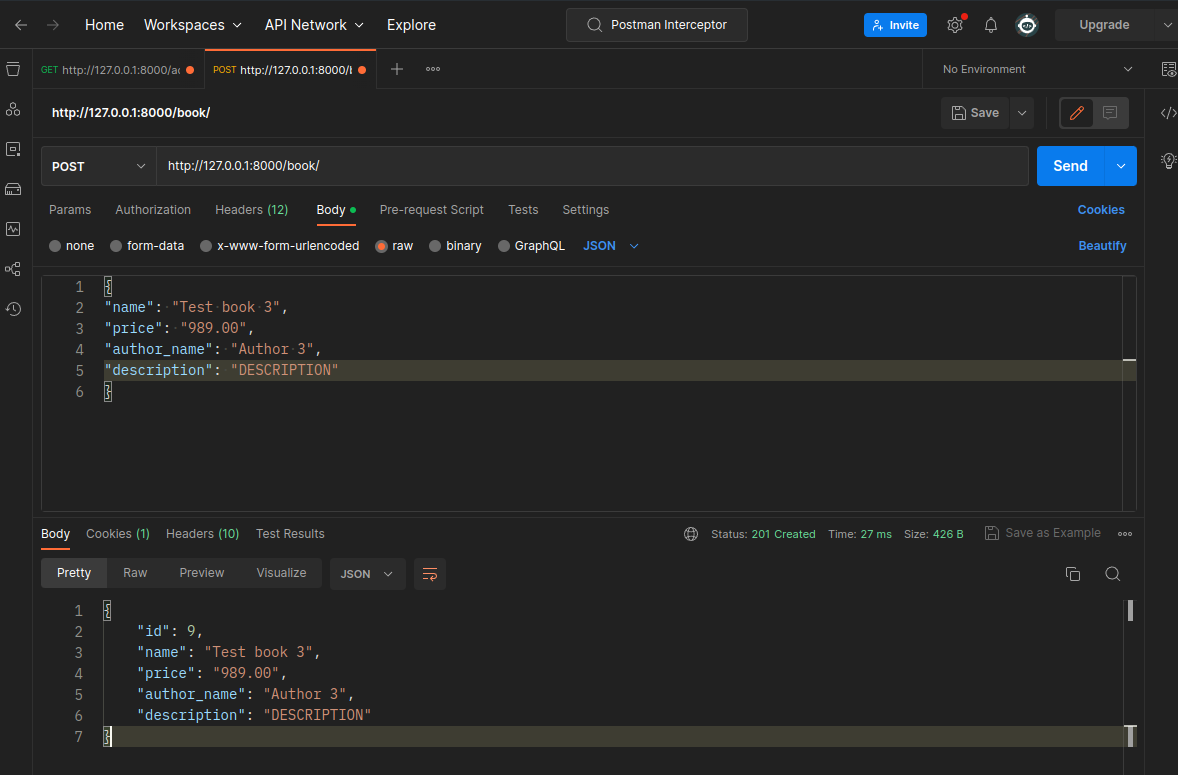 Home Workspaces API Network Explore Postman Interceptor Invite Upgrade
GET http://127.0.0.1:8000/ac POST http://127.0.0.1:8000/b No Environment
http://127.0.0.1:8000/book/ Save
POST http://127.0.0.1:8000/book/ Send
Params Authorization Headers (12) Body Pre-request Script Tests Settings Cookies
none form-data x-www-form-urlencoded raw binary GraphQL JSON Beautify
1 {
2 "name": "Test book 3",
3 "price": "989.00",
4 "author_name": "Author 3",
5 "description": "DESCRIPTION"
6 }
Body Cookies (1) Headers (10) Test Results Status: 201 Created Time: 27 ms Size: 426 B Save as Example
Pretty Raw Preview Visualize JSON
1 {
2 "id": 9,
3 "name": "Test book 3",
4 "price": "989.00",
5 "author_name": "Author 3",
6 "description": "DESCRIPTION"
7 }